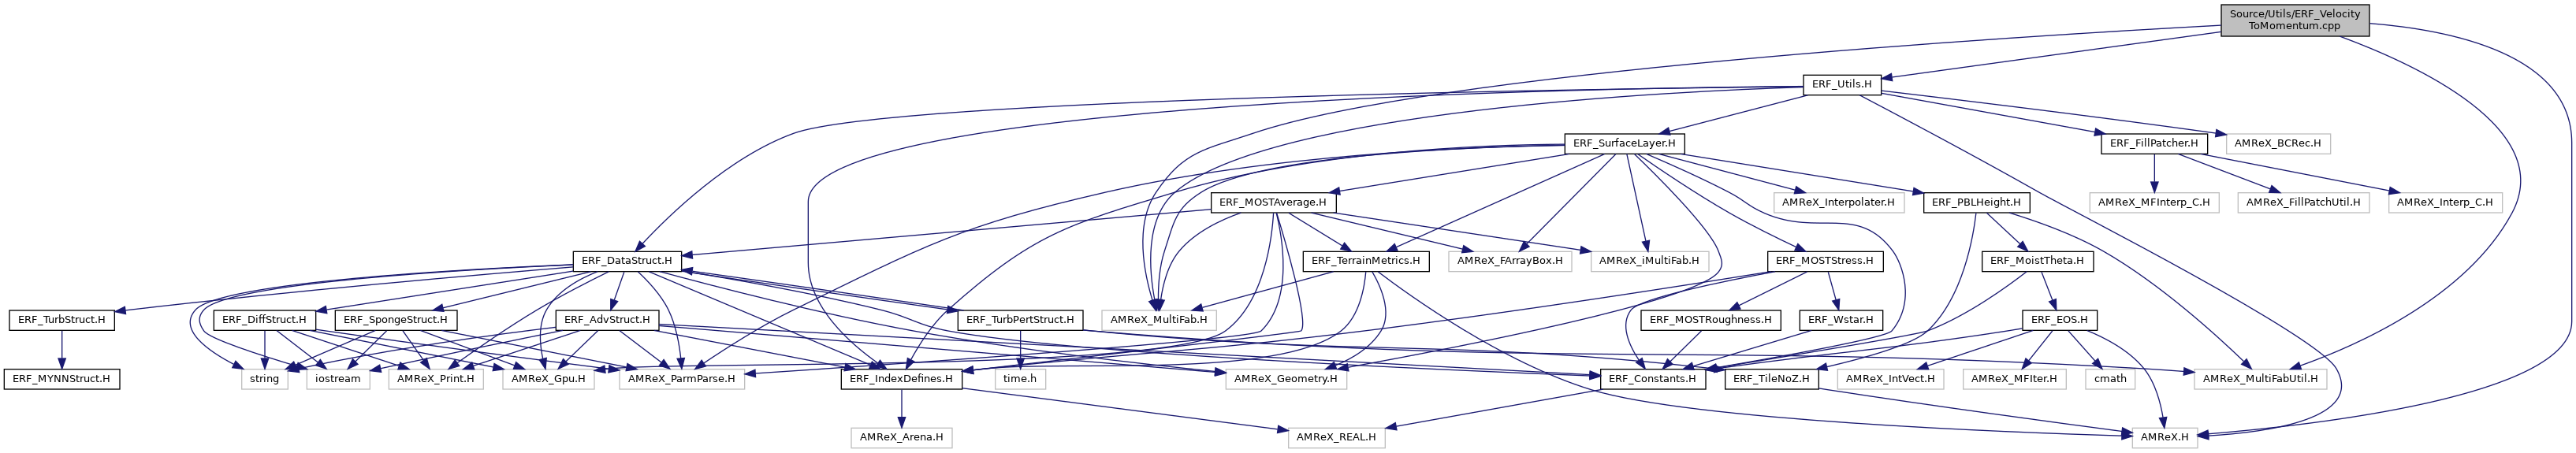 Source/Utils/ERF_Velocity
ToMomentum.cpp
ERF_Utils.H
ERF_SurfaceLayer.H
ERF_FillPatcher.H
AMReX_BCRec.H
ERF_MOSTAverage.H
AMReX_Interpolater.H
ERF_PBLHeight.H
AMReX_MFInterp_C.H
AMReX_FillPatchUtil.H
AMReX_Interp_C.H
ERF_DataStruct.H
ERF_TerrainMetrics.H
AMReX_FArrayBox.H
AMReX_iMultiFab.H
ERF_MOSTStress.H
ERF_MoistTheta.H
ERF_TurbStruct.H
ERF_DiffStruct.H
ERF_SpongeStruct.H
ERF_AdvStruct.H
ERF_TurbPertStruct.H
AMReX_MultiFab.H
ERF_MOSTRoughness.H
ERF_Wstar.H
ERF_EOS.H
ERF_MYNNStruct.H
string
iostream
AMReX_Print.H
AMReX_Gpu.H
AMReX_ParmParse.H
ERF_IndexDefines.H
time.h
AMReX_Geometry.H
ERF_Constants.H
ERF_TileNoZ.H
AMReX_IntVect.H
AMReX_MFIter.H
cmath
AMReX_MultiFabUtil.H
AMReX_Arena.H
AMReX_REAL.H
AMReX.H